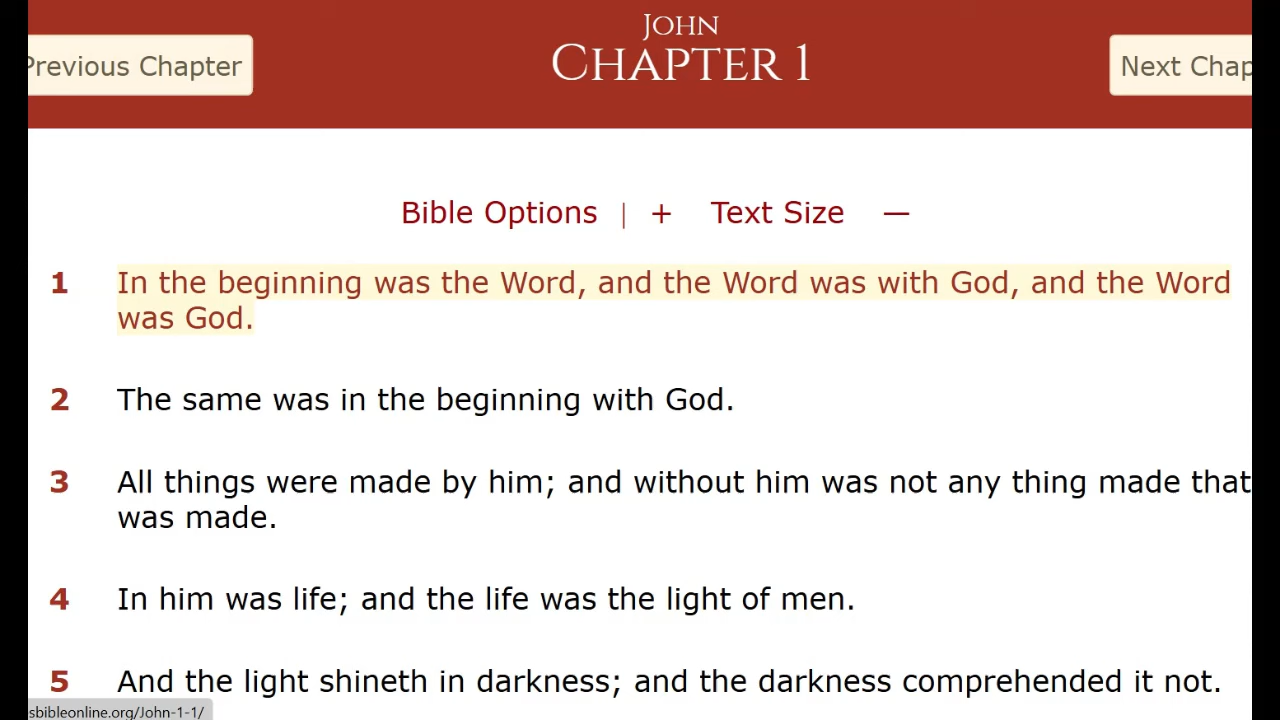 JOHN
CHAPTER 1
Previous Chapter
Next Chap
Bible Options | + Text Size —
1 In the beginning was the Word, and the Word was with God, and the Word
was God.
2 The same was in the beginning with God.
3 All things were made by him; and without him was not any thing made that
was made.
4 In him was life; and the life was the light of men.
5 And the light shineth in darkness; and the darkness comprehended it not.
sbibleonline.org/John-1-1/